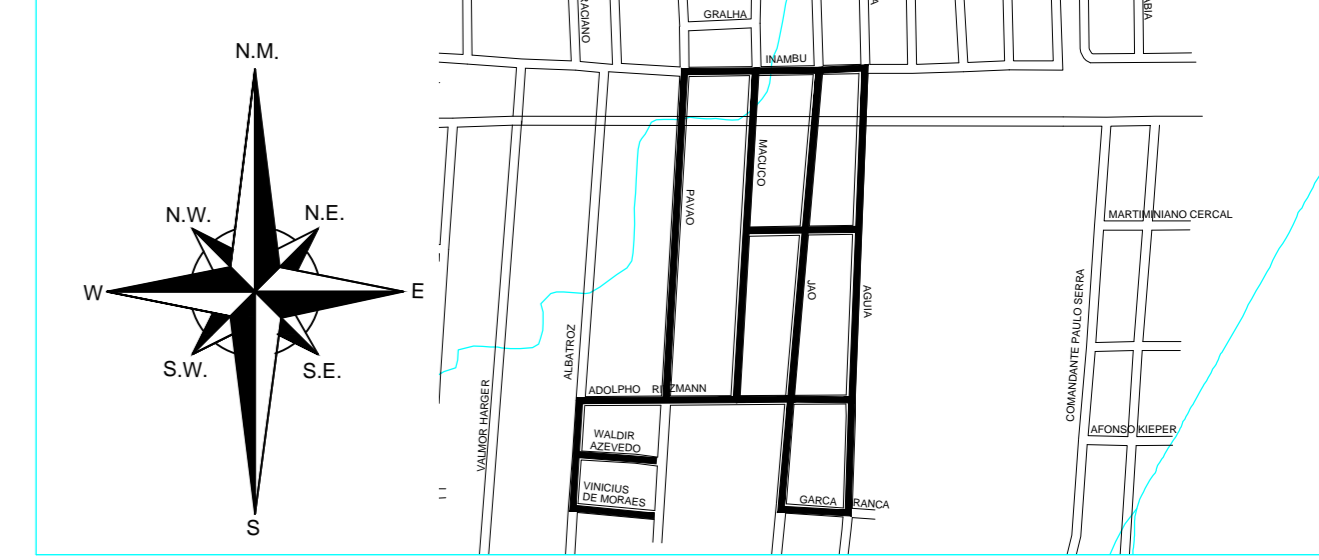 N.M.
N.W.
N.E.
W
E
S.W.
S.E.
S
GRALHA
INAMBU
MACUCO
PAVAO
JAO
AGUIA
MARTIMINIANO CERCAL
COMANDANTE PAULO SERRA
AFONSO KIEPER
ALBATROZ
VALMOR HARGER
ADOLPHO
WALDIR
AZEVEDO
VINICIUS
DE MORAES
GARCA